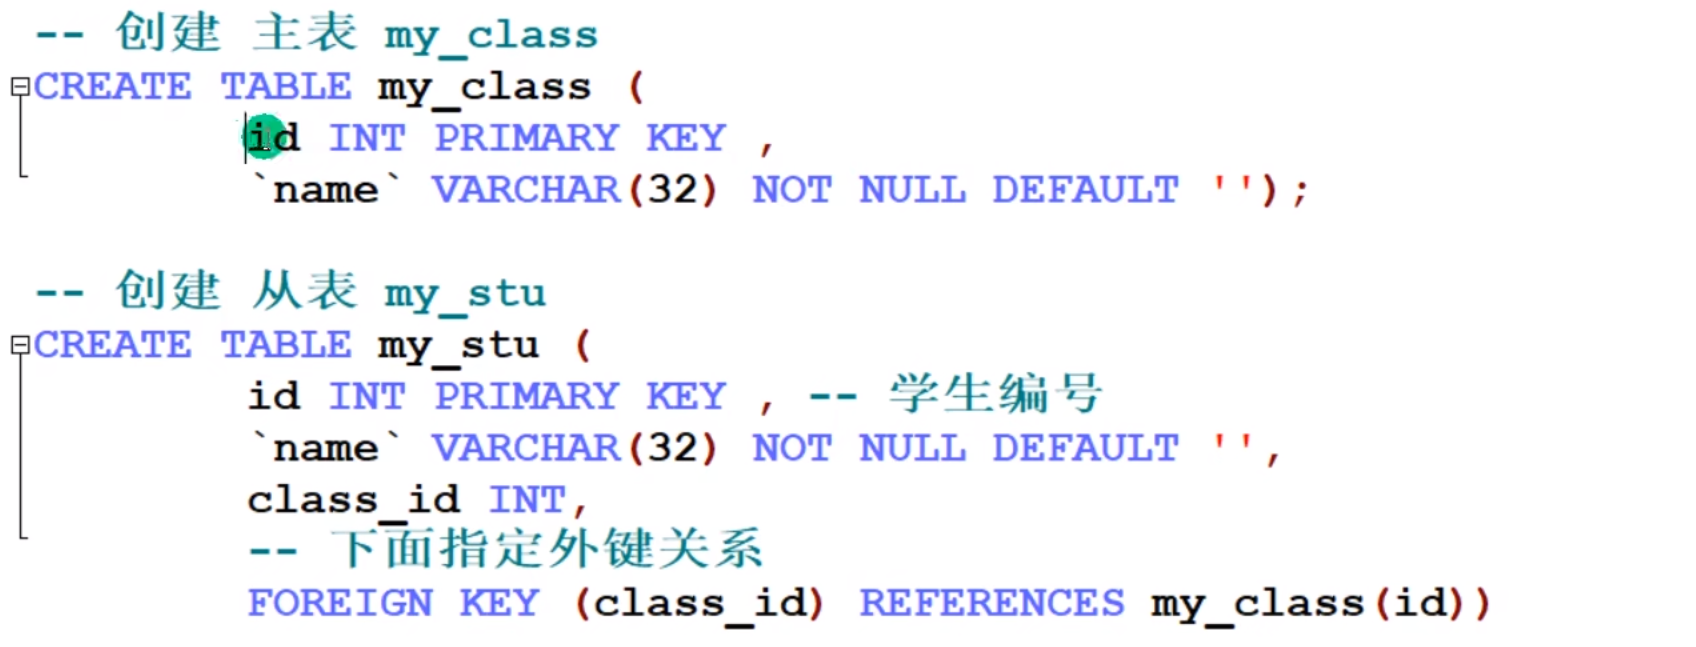 -- 创建 主表 my_class
CREATE TABLE my_class (
id INT PRIMARY KEY ,
`name` VARCHAR(32) NOT NULL DEFAULT '');
-- 创建 从表 my_stu
CREATE TABLE my_stu (
id INT PRIMARY KEY , -- 学生编号
`name` VARCHAR(32) NOT NULL DEFAULT '',
class_id INT,
-- 下面指定外键关系
FOREIGN KEY (class_id) REFERENCES my_class(id))